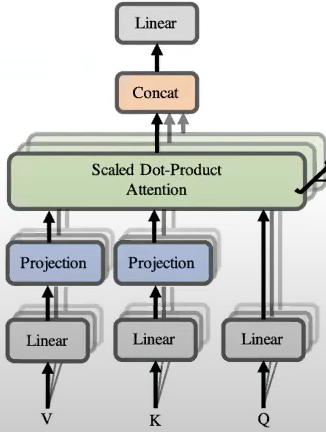 Linear
Concat
Scaled Dot-Product
Attention
Projection
Projection
Linear
Linear
Linear
V
K
Q